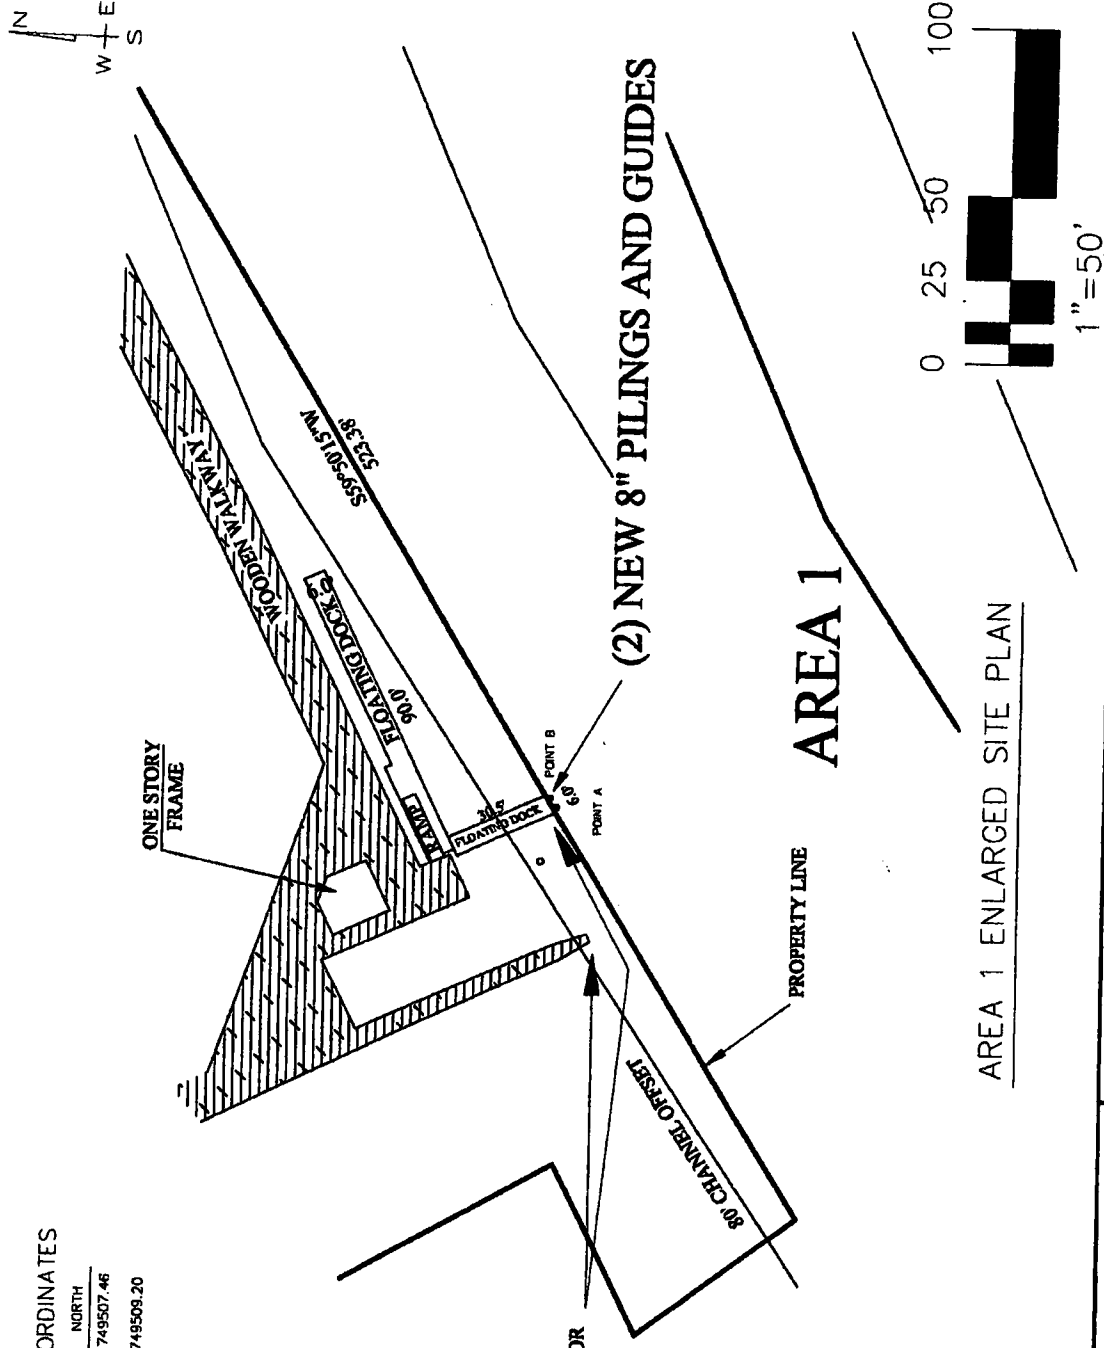 N
W
E
S
ORDINATES
NORTH
749507.46
749509.20
ONE STORY
FRAME
WOODEN WALKWAY
FLOATING DOCK
90.0'
RAMP
30.5'
FLOATING DOCK
S59°50'15"W
523.38'
POINT B
6.0'
POINT A
(2) NEW 8" PILINGS AND GUIDES
AREA 1
PROPERTY LINE
80' CHANNEL OFFSET
OR
AREA 1 ENLARGED SITE PLAN
0 25 50 100
1"=50'